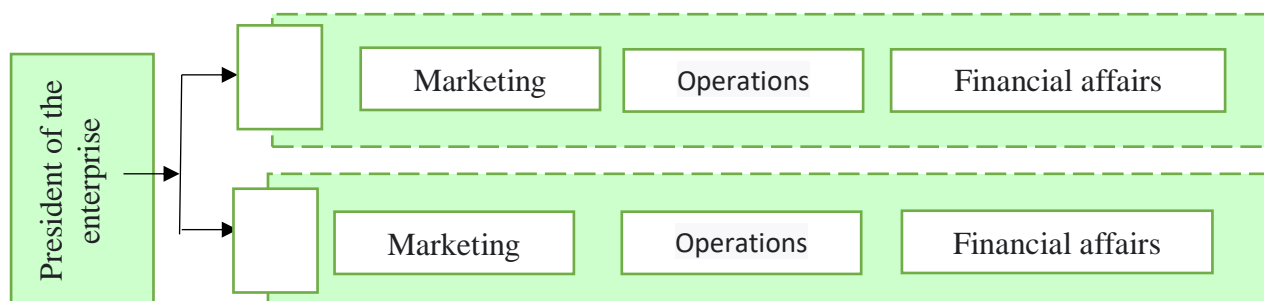 President of the
enterprise
Marketing
Operations
Financial affairs
Marketing
Operations
Financial affairs